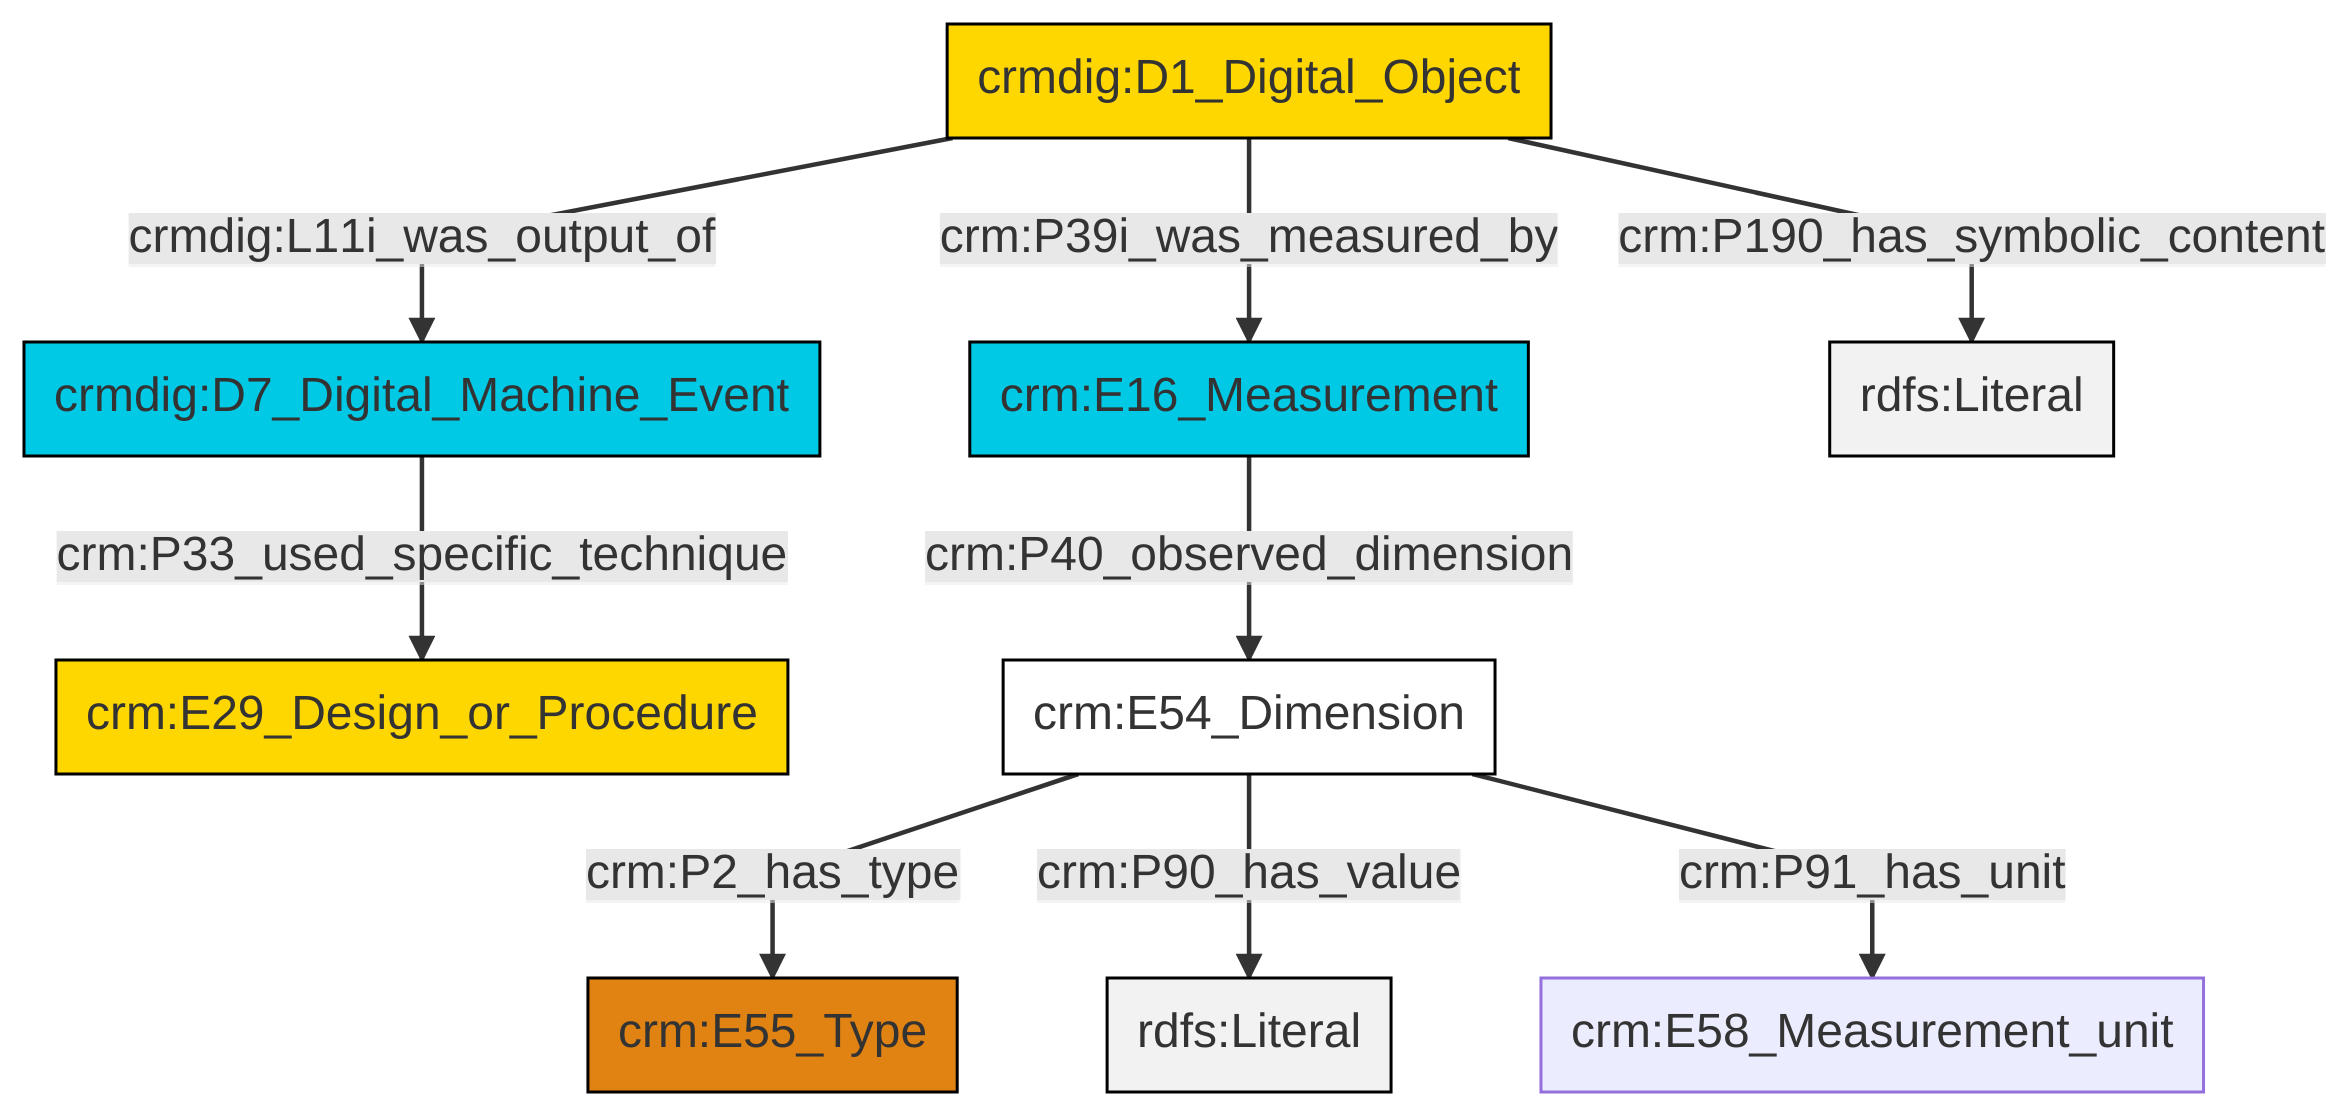 crmdig:D1_Digital_Object
crmdig:L11i_was_output_of
crm:P39i_was_measured_by
crm:P190_has_symbolic_content
crmdig:D7_Digital_Machine_Event
crm:E16_Measurement
rdfs:Literal
crm:P33_used_specific_technique
crm:P40_observed_dimension
crm:E29_Design_or_Procedure
crm:E54_Dimension
crm:P2_has_type
crm:P90_has_value
crm:P91_has_unit
crm:E55_Type
rdfs:Literal
crm:E58_Measurement_unit